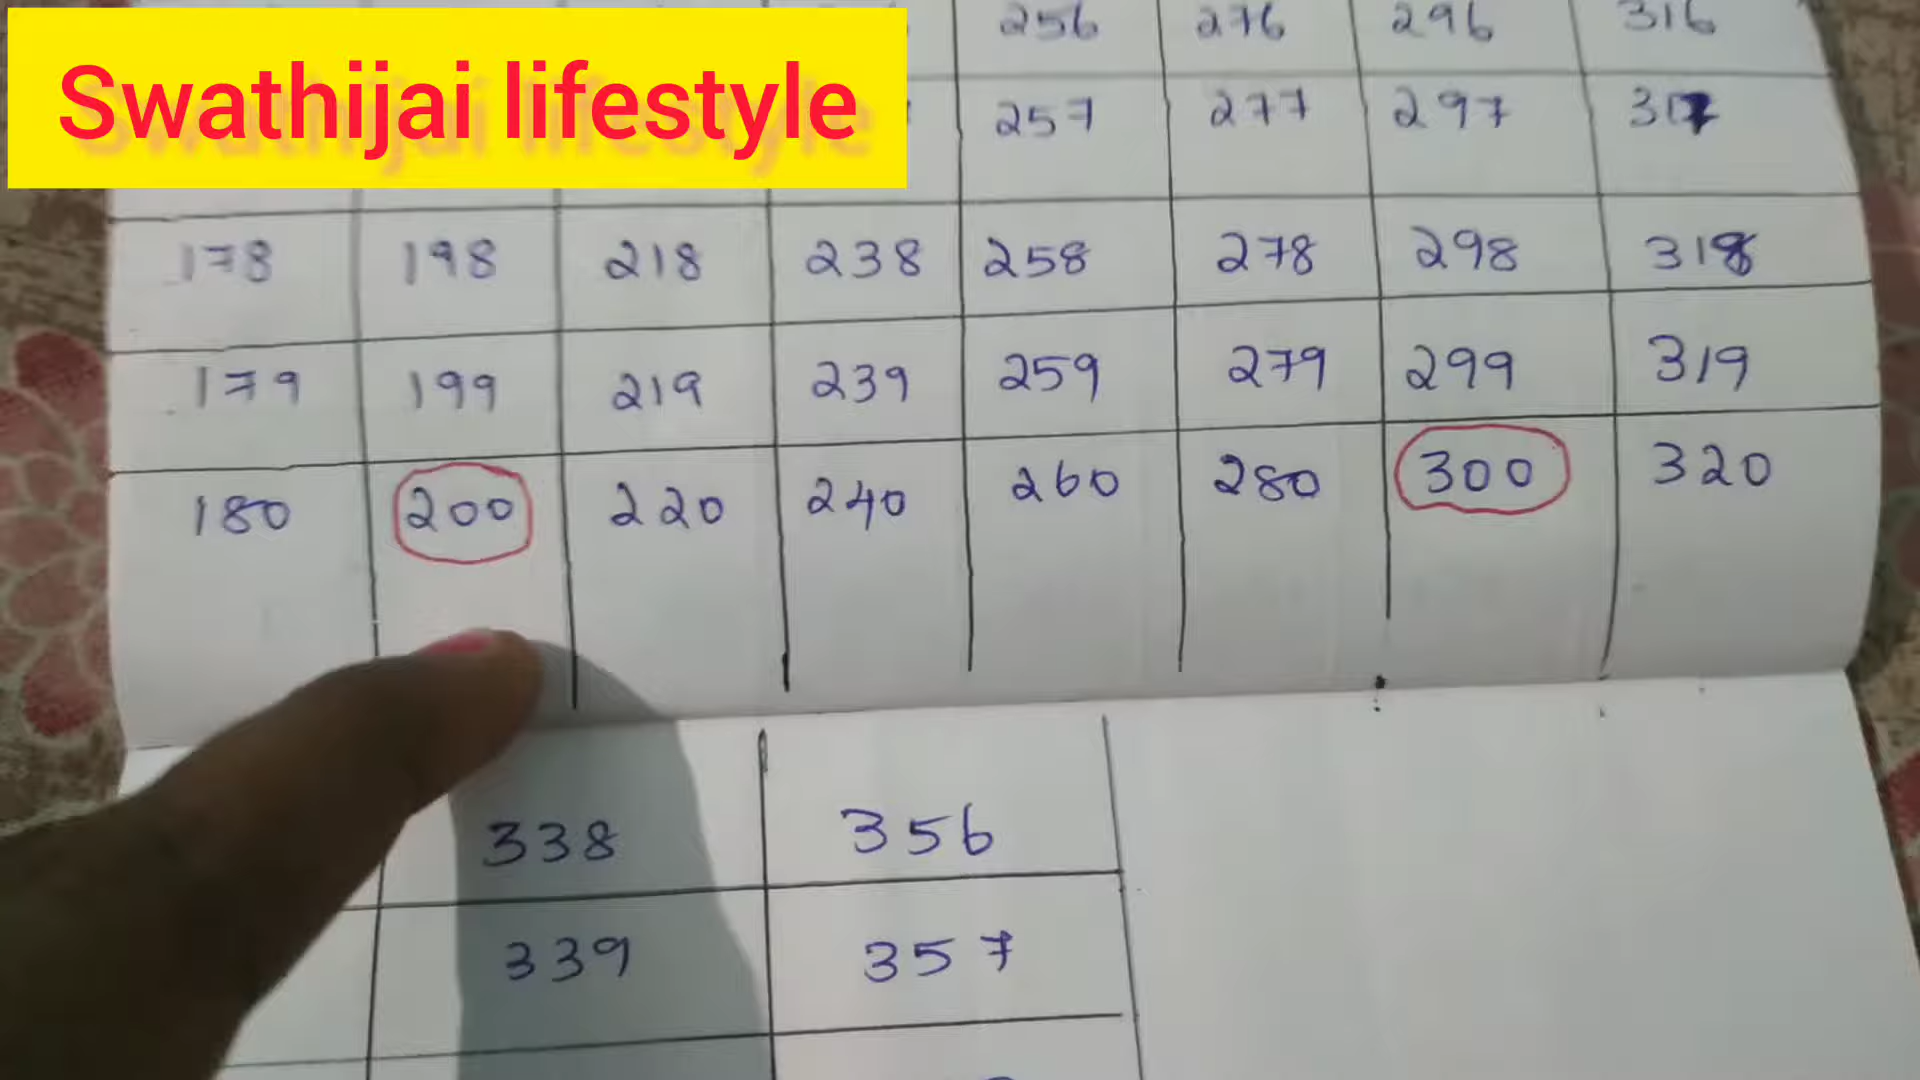 Swathijai lifestyle
256 276 296 316
257 277 297 317
178 198 218 238 258 278 298 318
179 199 219 239 259 279 299 319
180 200 220 240 260 280 300 320
338 356
339 357